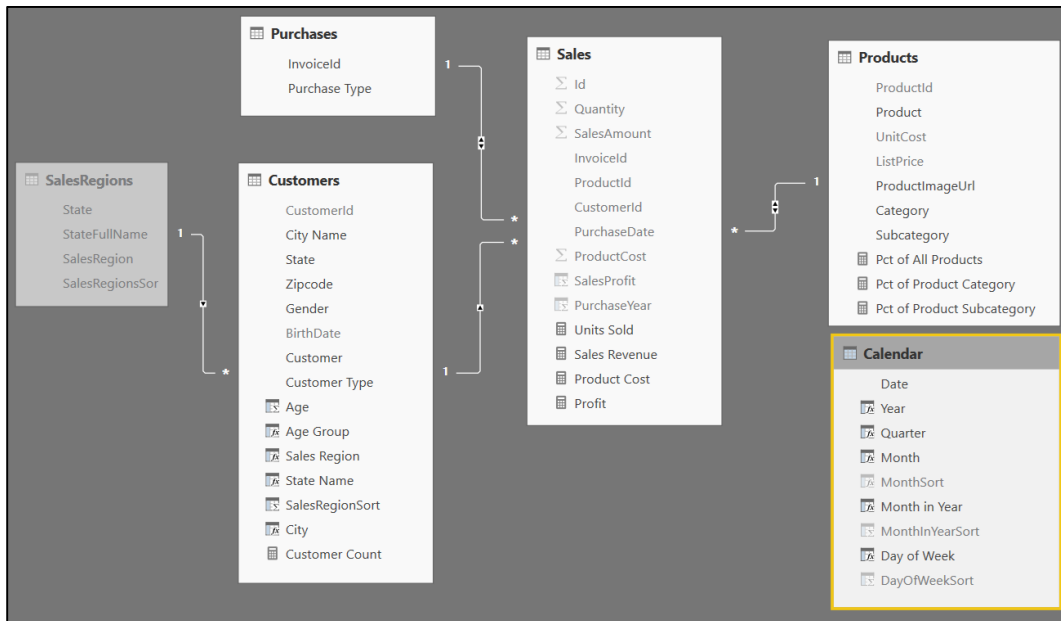 Purchases
InvoiceId
Purchase Type
SalesRegions
State
StateFullName
SalesRegion
SalesRegionsSor
1
*
Customers
CustomerId
City Name
State
Zipcode
Gender
BirthDate
Customer
Customer Type
Age
Age Group
Sales Region
State Name
SalesRegionSort
City
Customer Count
1
*
1
*
Sales
Σ Id
Σ Quantity
Σ SalesAmount
InvoiceId
ProductId
CustomerId
PurchaseDate
Σ ProductCost
SalesProfit
PurchaseYear
Units Sold
Sales Revenue
Product Cost
Profit
*
1
Products
ProductId
Product
UnitCost
ListPrice
ProductImageUrl
Category
Subcategory
Pct of All Products
Pct of Product Category
Pct of Product Subcategory
Calendar
Date
Year
Quarter
Month
MonthSort
Month in Year
MonthInYearSort
Day of Week
DayOfWeekSort